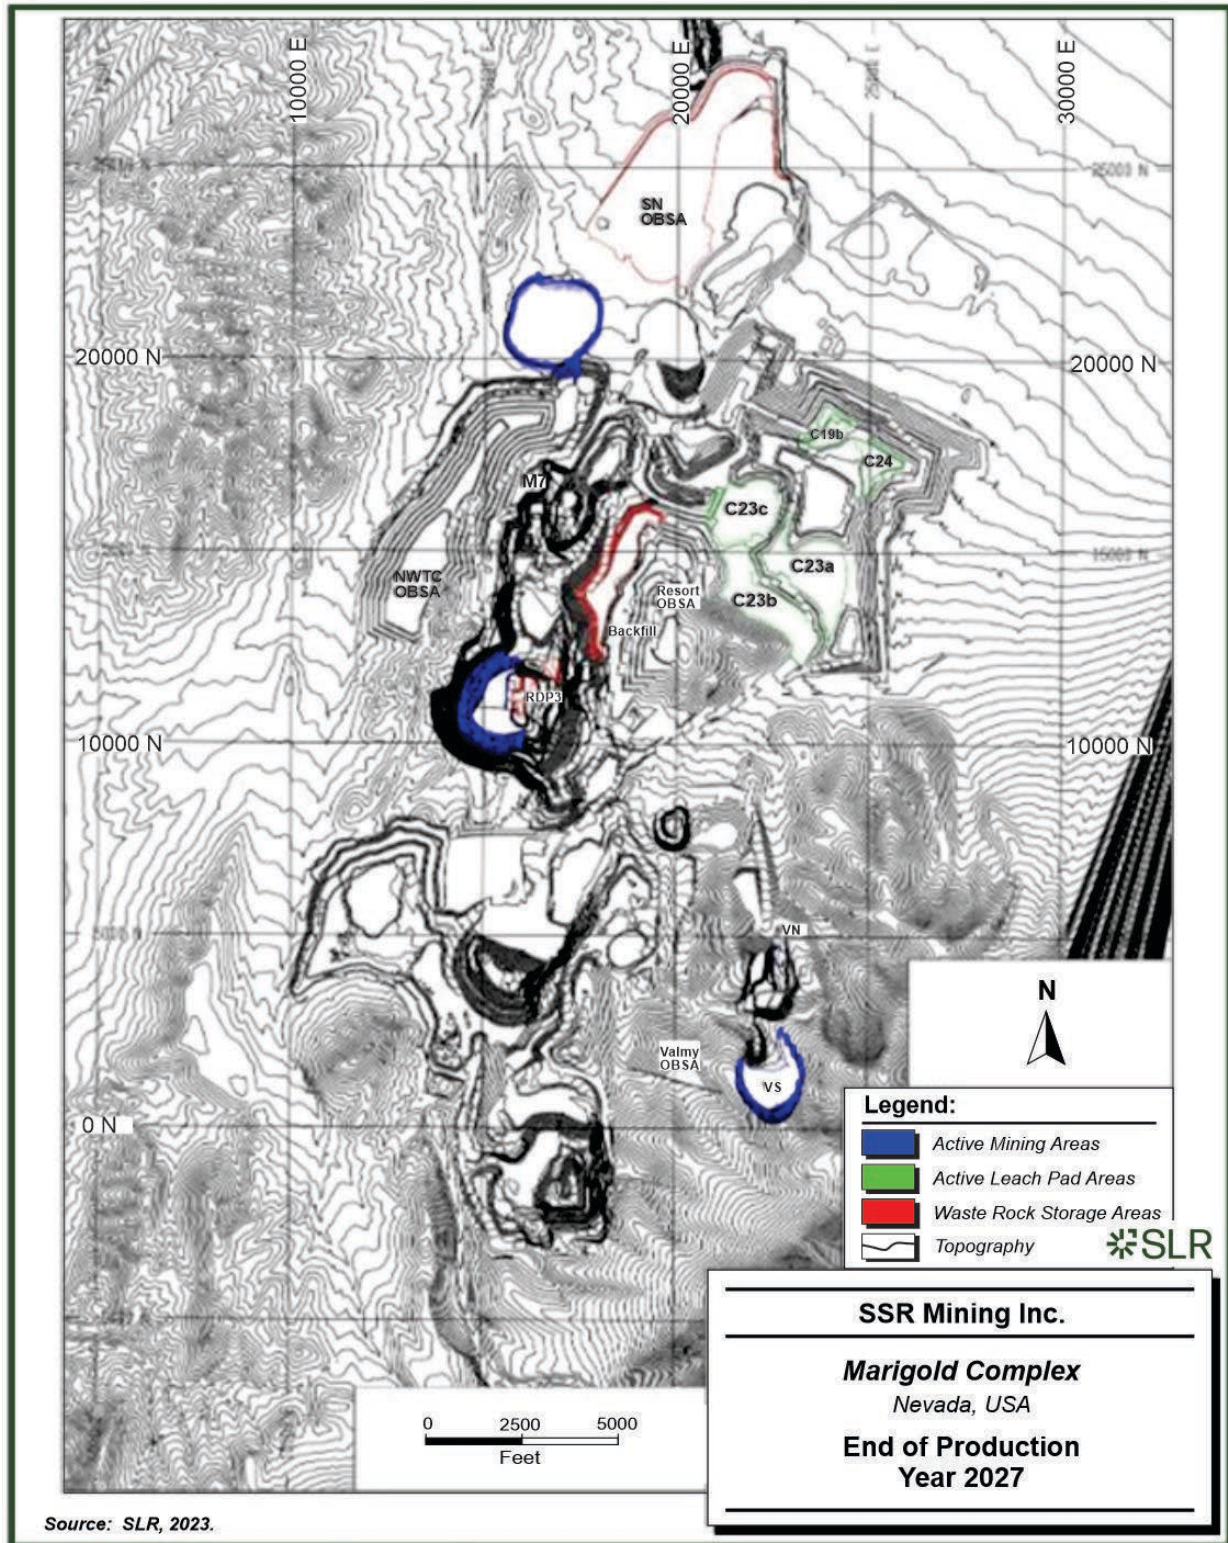 10000 E
20000 E
30000 E
25000 N
SN
OBSA
20000 N
20000 N
C19b
C24
M7
C23c
15000 N
C23a
NWTC
OBSA
Resort
OBSA
C23b
Backfill
RDP3
10000 N
10000 N
VN
N
Valmy
OBSA
VS
0 N
Legend:
Active Mining Areas
Active Leach Pad Areas
Waste Rock Storage Areas
Topography
SLR
SSR Mining Inc.
Marigold Complex
Nevada, USA
End of Production
Year 2027
0 2500 5000
Feet
Source: SLR, 2023.